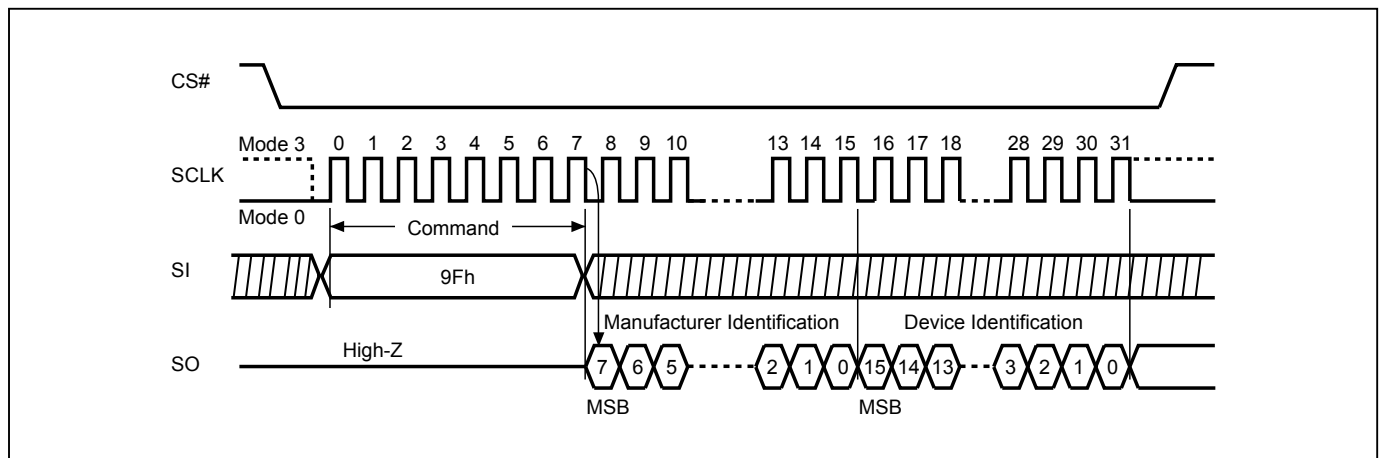 CS#
Mode 3 0 1 2 3 4 5 6 7 8 9 10 13 14 15 16 17 18 28 29 30 31
SCLK
Mode 0
Command
SI
9Fh
Manufacturer Identification Device Identification
High-Z
SO
7 6 5 2 1 0 15 14 13 3 2 1 0
MSB MSB